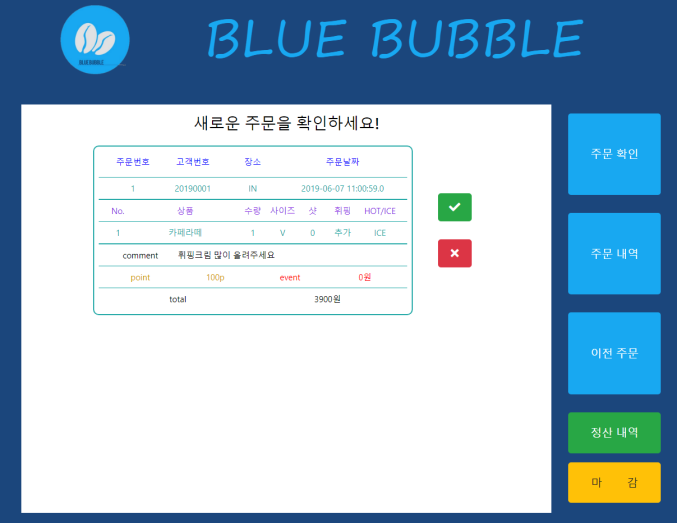 BLUE BUBBLE
BLUE BUBBLE
새로운 주문을 확인하세요!
주문번호 고객번호 장소 주문날짜
1 20190001 IN 2019-06-07 11:00:59.0
No. 상품 수량 사이즈 샷 휘핑 HOT/ICE
1 카페라떼 1 V 0 추가 ICE
comment 휘핑크림 많이 올려주세요
point 100p event 0원
total 3900원
주문 확인
주문 내역
이전 주문
정산 내역
마 감